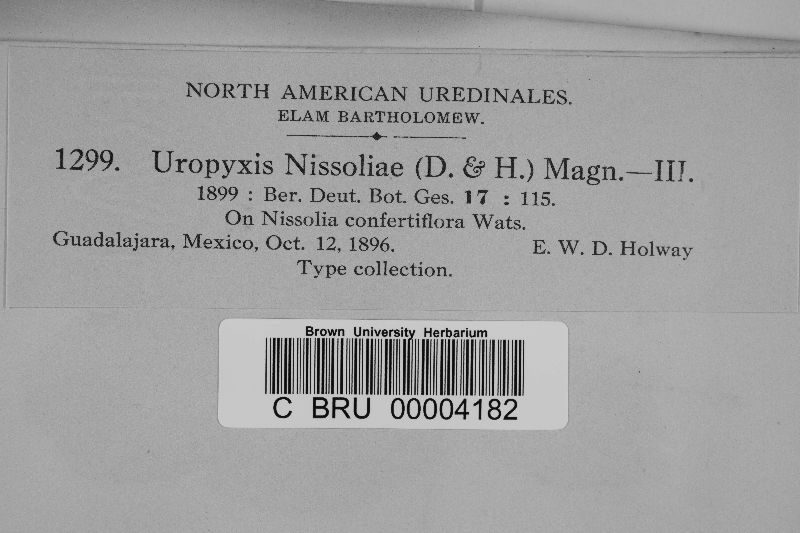 NORTH AMERICAN UREDINALES.
ELAM BARTHOLOMEW.
1299. Uropyxis Nissoliae (D. & H.) Magn.—III.
1899 : Ber. Deut. Bot. Ges. 17 : 115.
On Nissolia confertiflora Wats.
Guadalajara, Mexico, Oct. 12, 1896. E. W. D. Holway
Type collection.
Brown University Herbarium
C BRU 00004182